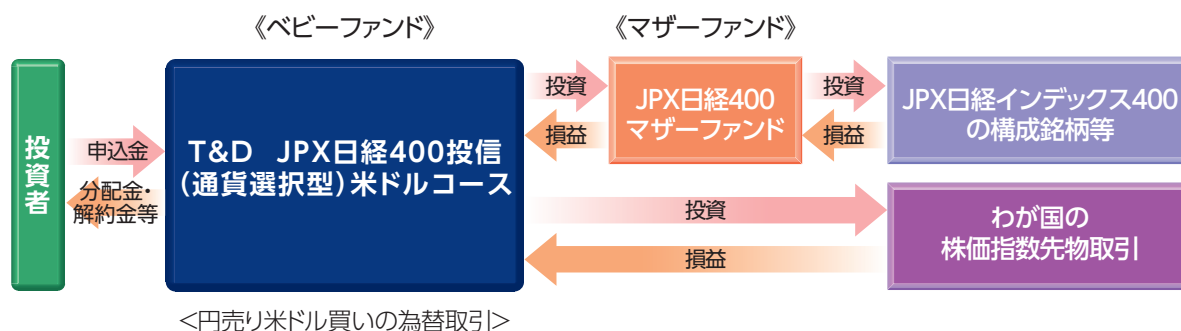 《ベビーファンド》
《マザーファンド》
投資者
申込金
分配金・
解約金等
T&D JPX日経400投信
(通貨選択型)米ドルコース
投資
損益
JPX日経400
マザーファンド
投資
損益
JPX日経インデックス400
の構成銘柄等
投資
損益
わが国の
株価指数先物取引
<円売り米ドル買いの為替取引>